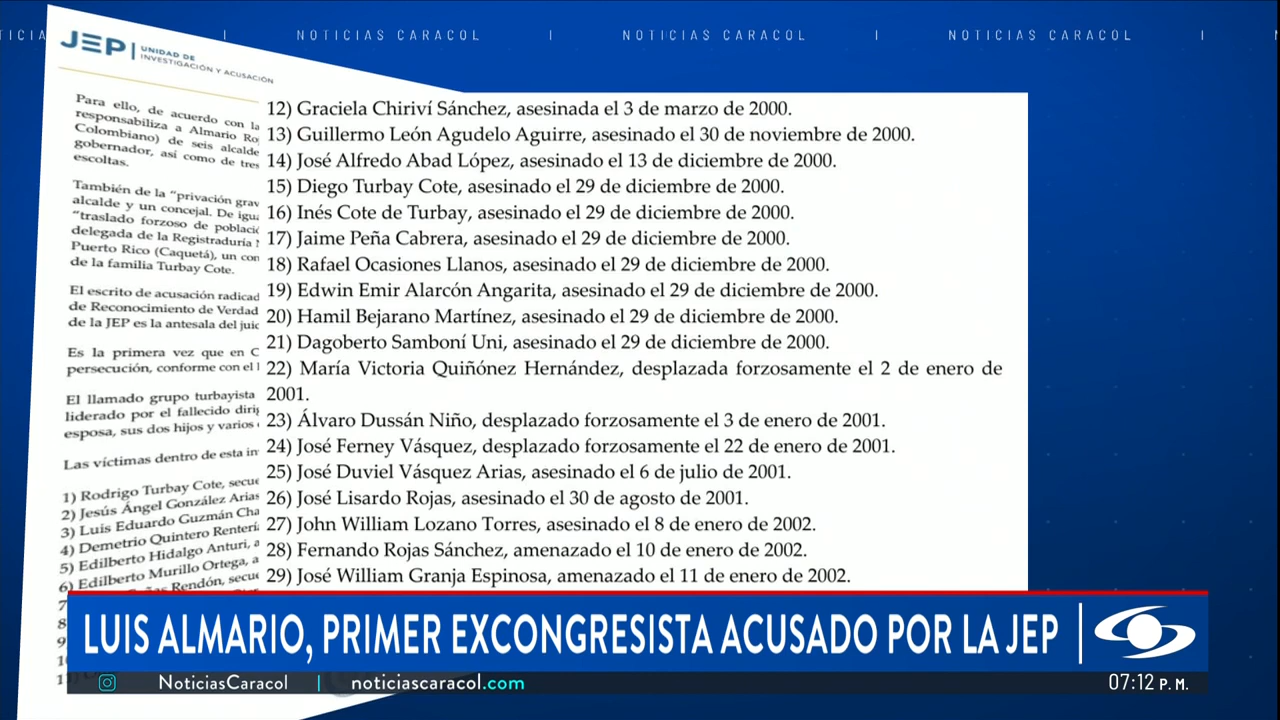 NOTICIAS CARACOL | NOTICIAS CARACOL | NOTICIAS CARACOL
JEP | UNIDAD DE
INVESTIGACIÓN Y ACUSACIÓN
Para ello, de acuerdo con la
responsabiliza a Almario
Colombiano) de seis
gobernador, así como de tres
escoltas.
También de la "privación
alcalde y un concejal. De
"traslado forzoso de
delegada de la Registraduría
Puerto Rico (Caquetá), un
de la familia Turbay Cote.
El escrito de acusación
de Reconocimiento de Verdad
de la JEP es la antesala del
Es la primera vez que en
persecución, conforme con el
El llamado grupo turbayista
liderado por el fallecido
esposa, sus dos hijos y varios
Las víctimas dentro de esta
1) Rodrigo Turbay Cote,
2) Jesús Ángel González Arias
3) Luis Eduardo Guzmán
4) Demetrio Quintero
5) Edilberto Hidalgo Anturi,
6) Edilberto Murillo Ortega,
Rendón,
12) Graciela Chiriví Sánchez, asesinada el 3 de marzo de 2000.
13) Guillermo León Agudelo Aguirre, asesinado el 30 de noviembre de 2000.
14) José Alfredo Abad López, asesinado el 13 de diciembre de 2000.
15) Diego Turbay Cote, asesinado el 29 de diciembre de 2000.
16) Inés Cote de Turbay, asesinado el 29 de diciembre de 2000.
17) Jaime Peña Cabrera, asesinado el 29 de diciembre de 2000.
18) Rafael Ocasiones Llanos, asesinado el 29 de diciembre de 2000.
19) Edwin Emir Alarcón Angarita, asesinado el 29 de diciembre de 2000.
20) Hamil Bejarano Martínez, asesinado el 29 de diciembre de 2000.
21) Dagoberto Samboní Uni, asesinado el 29 de diciembre de 2000.
22) María Victoria Quiñónez Hernández, desplazada forzosamente el 2 de enero de
2001.
23) Álvaro Dussán Niño, desplazado forzosamente el 3 de enero de 2001.
24) José Ferney Vásquez, desplazado forzosamente el 22 de enero de 2001.
25) José Duviel Vásquez Arias, asesinado el 6 de julio de 2001.
26) José Lisardo Rojas, asesinado el 30 de agosto de 2001.
27) John William Lozano Torres, asesinado el 8 de enero de 2002.
28) Fernando Rojas Sánchez, amenazado el 10 de enero de 2002.
29) José William Granja Espinosa, amenazado el 11 de enero de 2002.
LUIS ALMARIO, PRIMER EXCONGRESISTA ACUSADO POR LA JEP
NoticiasCaracol | noticiascaracol.com
07:12 P.M.